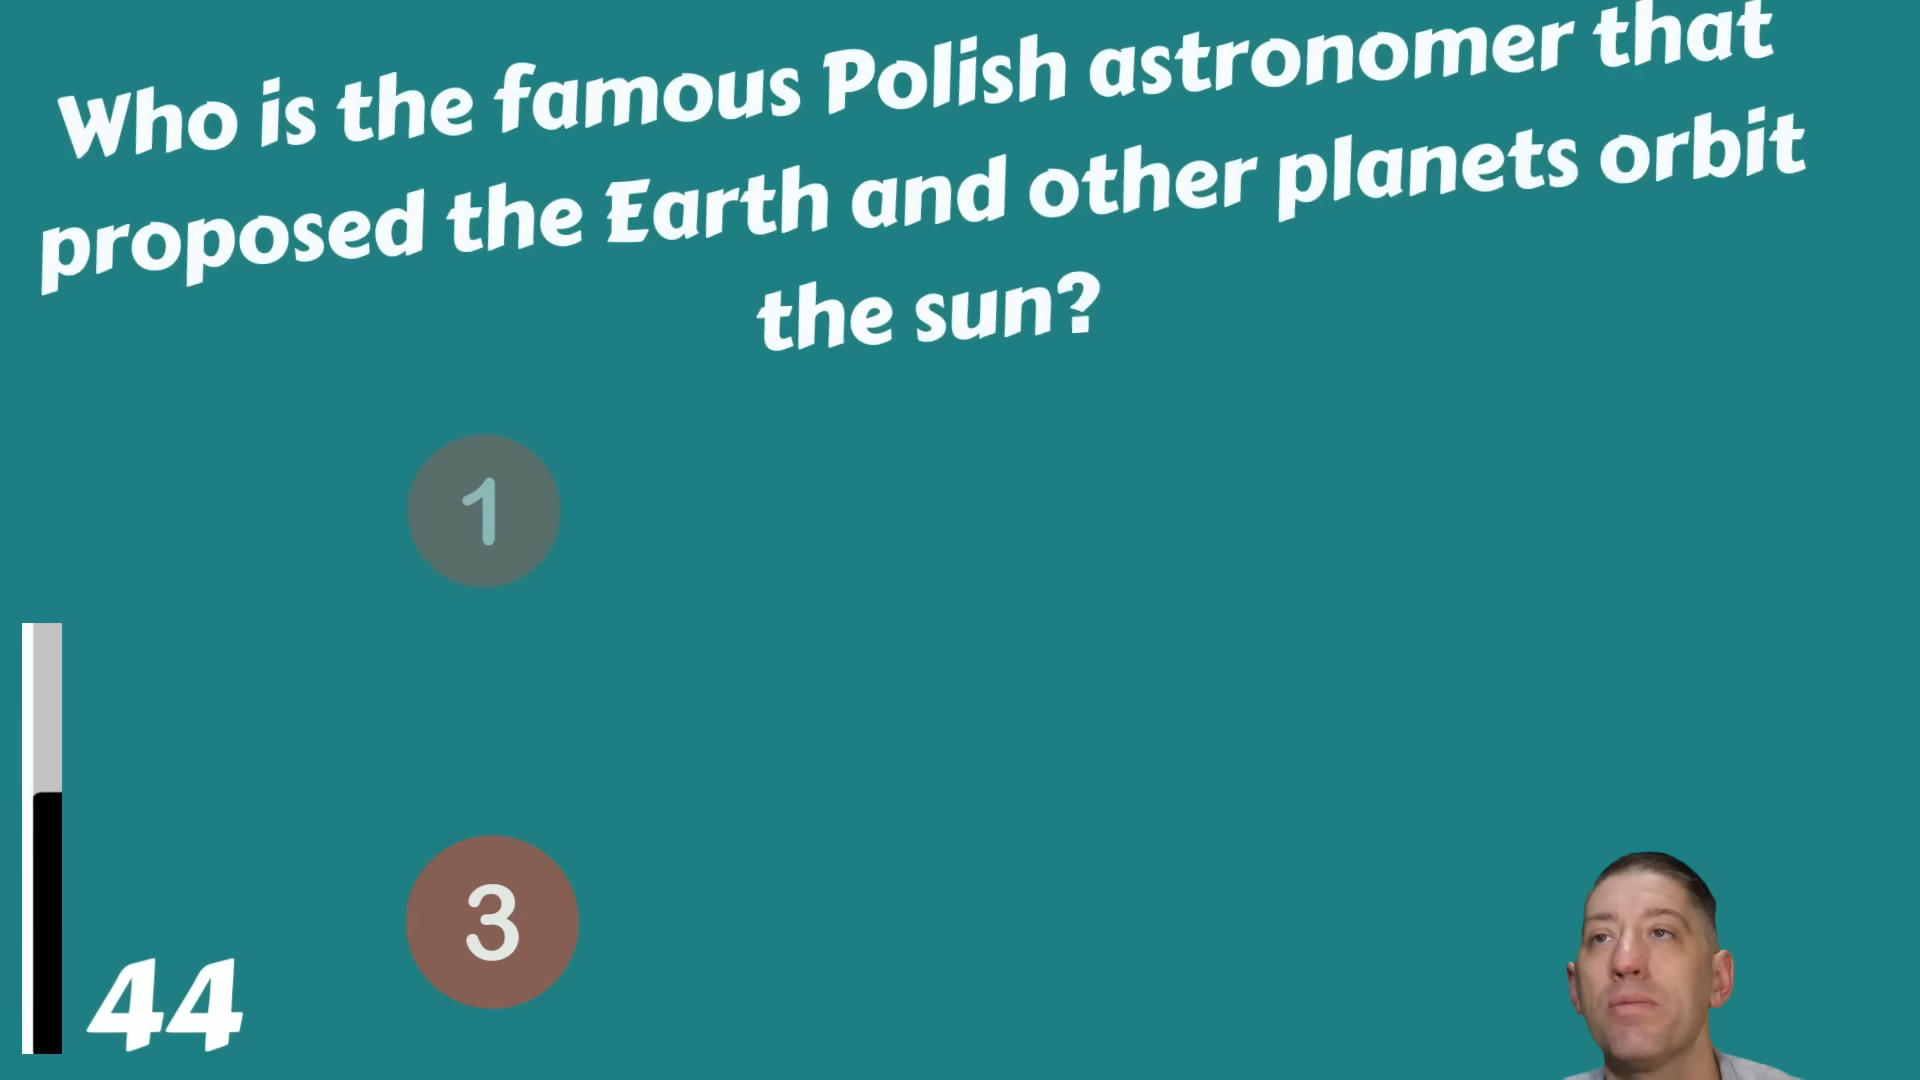 Who is the famous Polish astronomer that
proposed the Earth and other planets orbit
the sun?
1
3
44